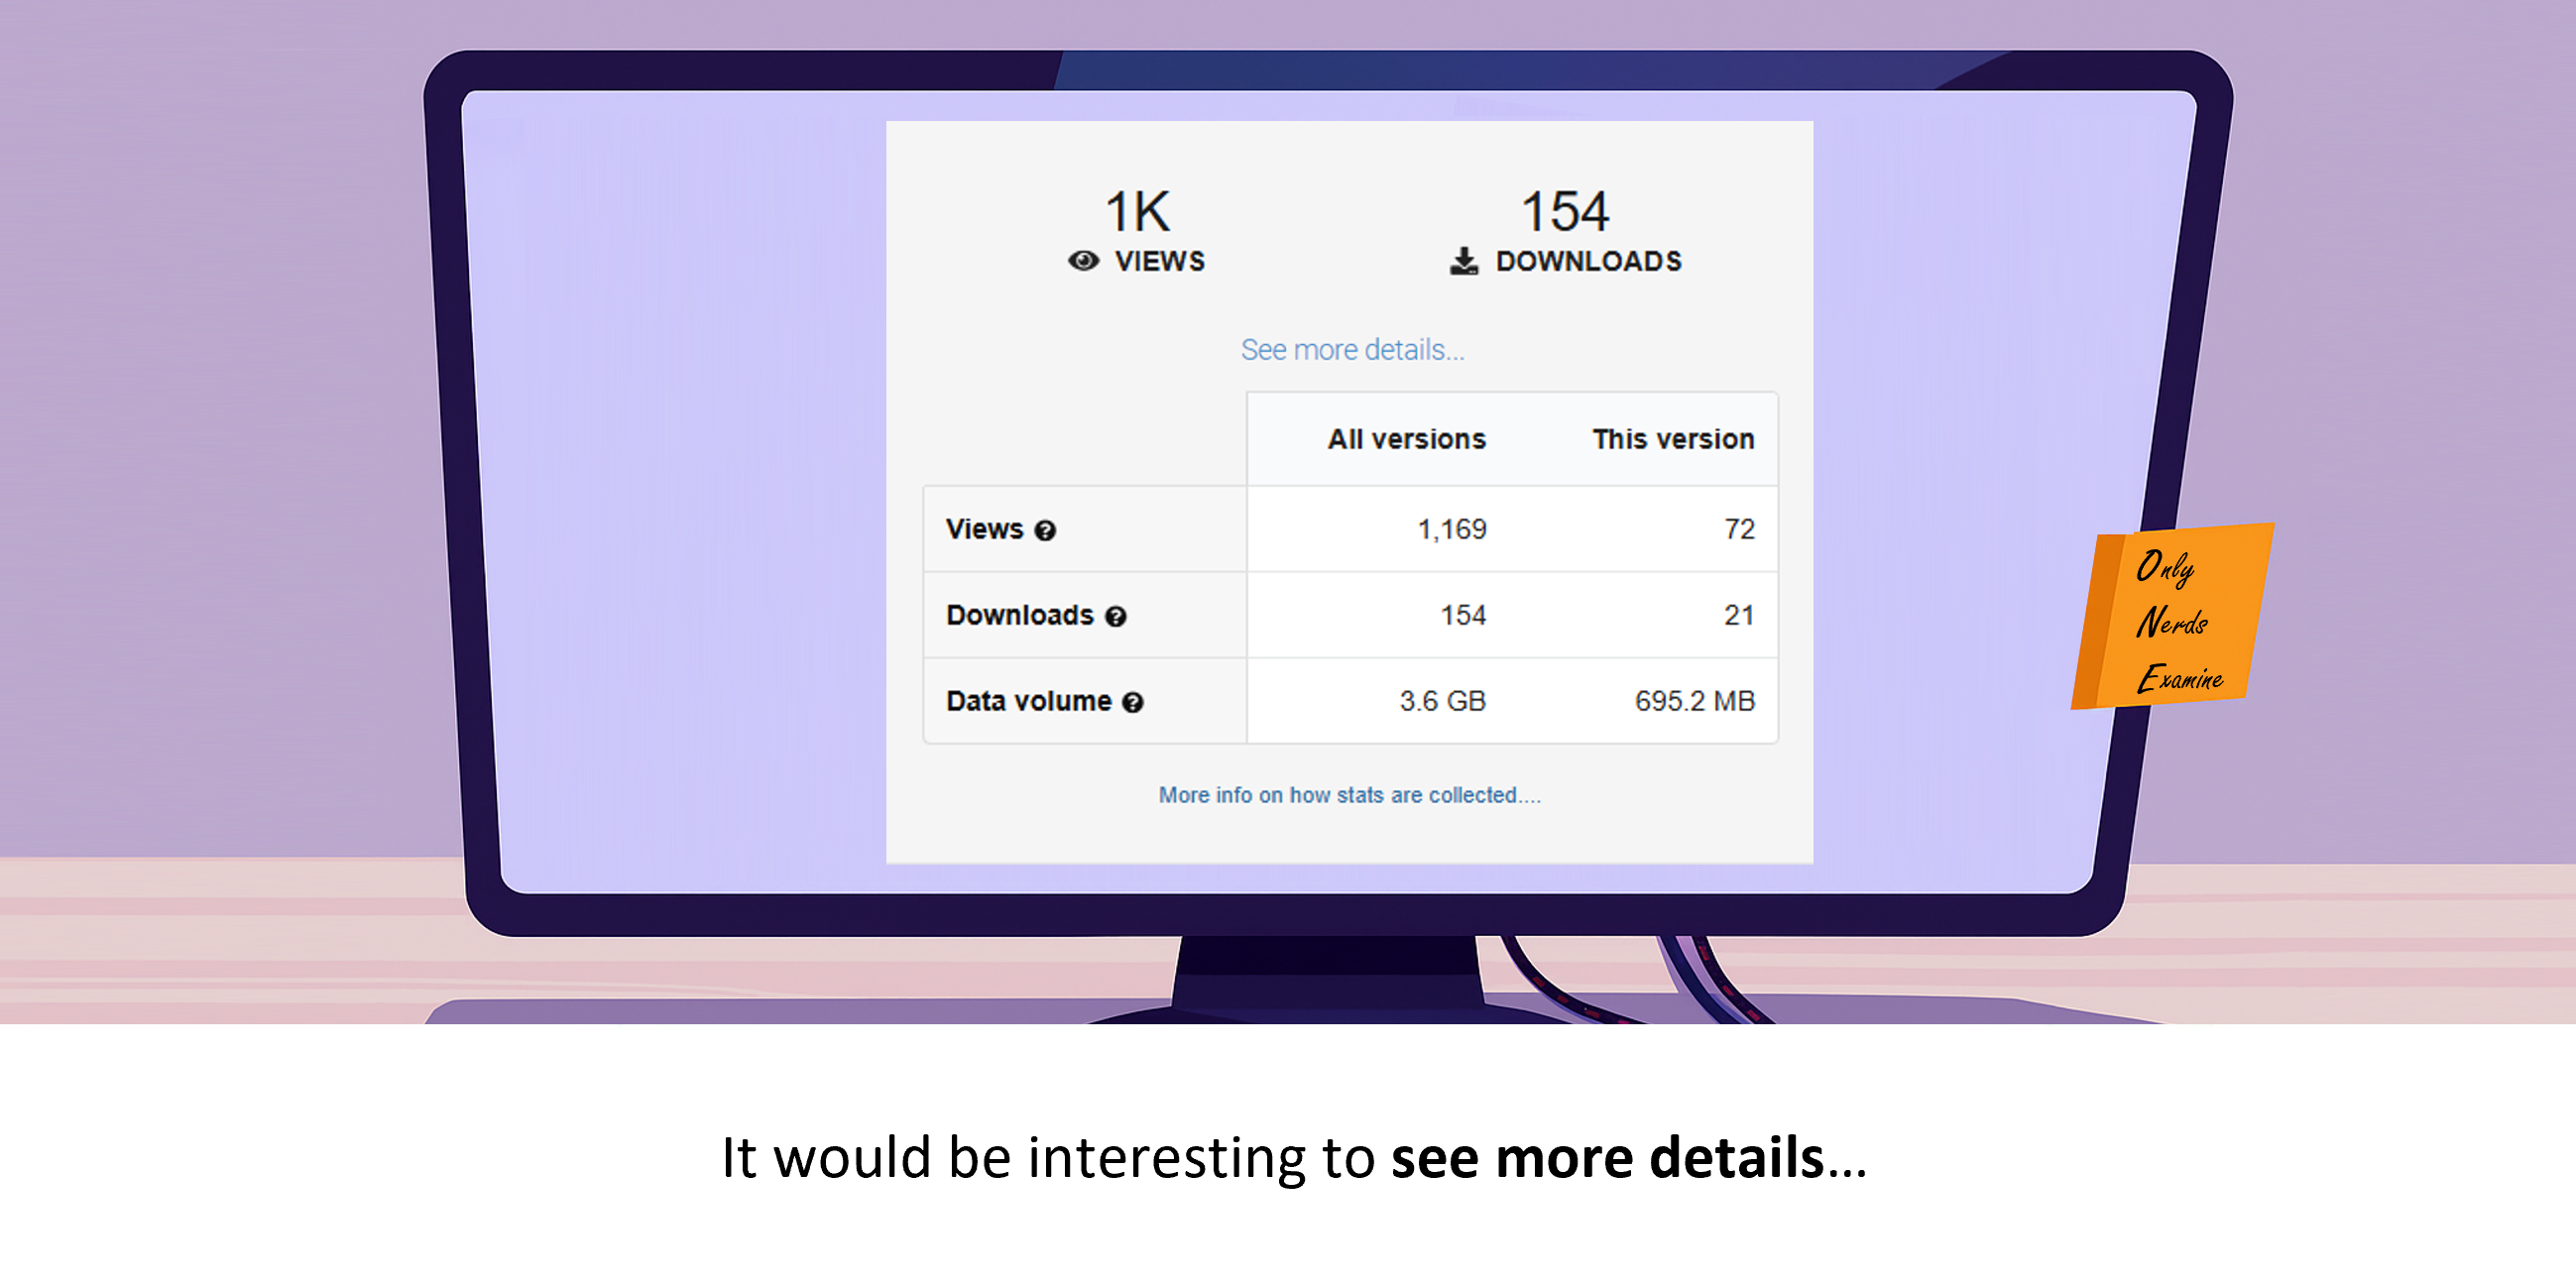 1K
VIEWS
154
DOWNLOADS
See more details...
All versions This version
Views 1,169 72
Downloads 154 21
Data volume 3.6 GB 695.2 MB
More info on how stats are collected....
Only
Nerds
Examine
It would be interesting to see more details...